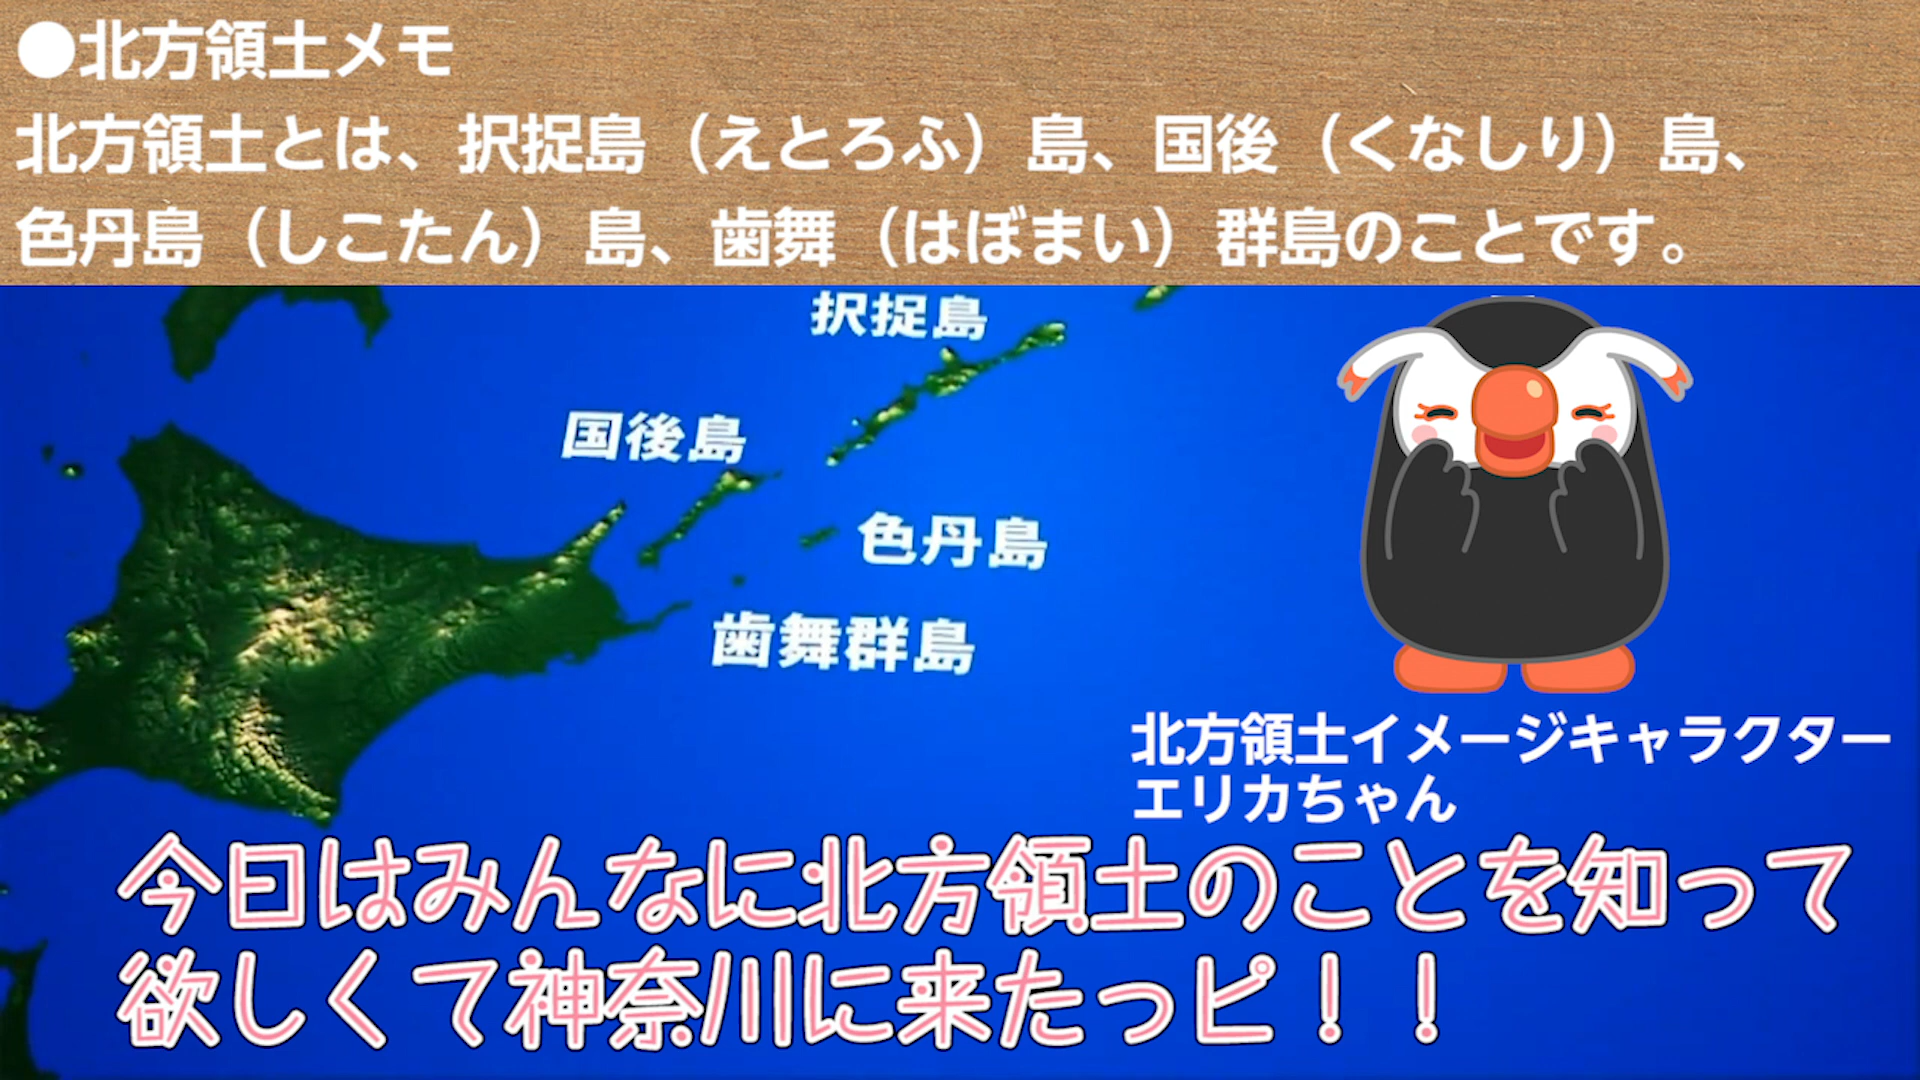 ●北方領土メモ
北方領土とは、択捉島（えとろふ）島、国後（くなしり）島、
色丹島（しこたん）島、歯舞（はぼまい）群島のことです。
択捉島
国後島
色丹島
歯舞群島
北方領土イメージキャラクター
エリカちゃん
今日はみんなに北方領土のことを知って
欲しくて神奈川に来たっピ！！